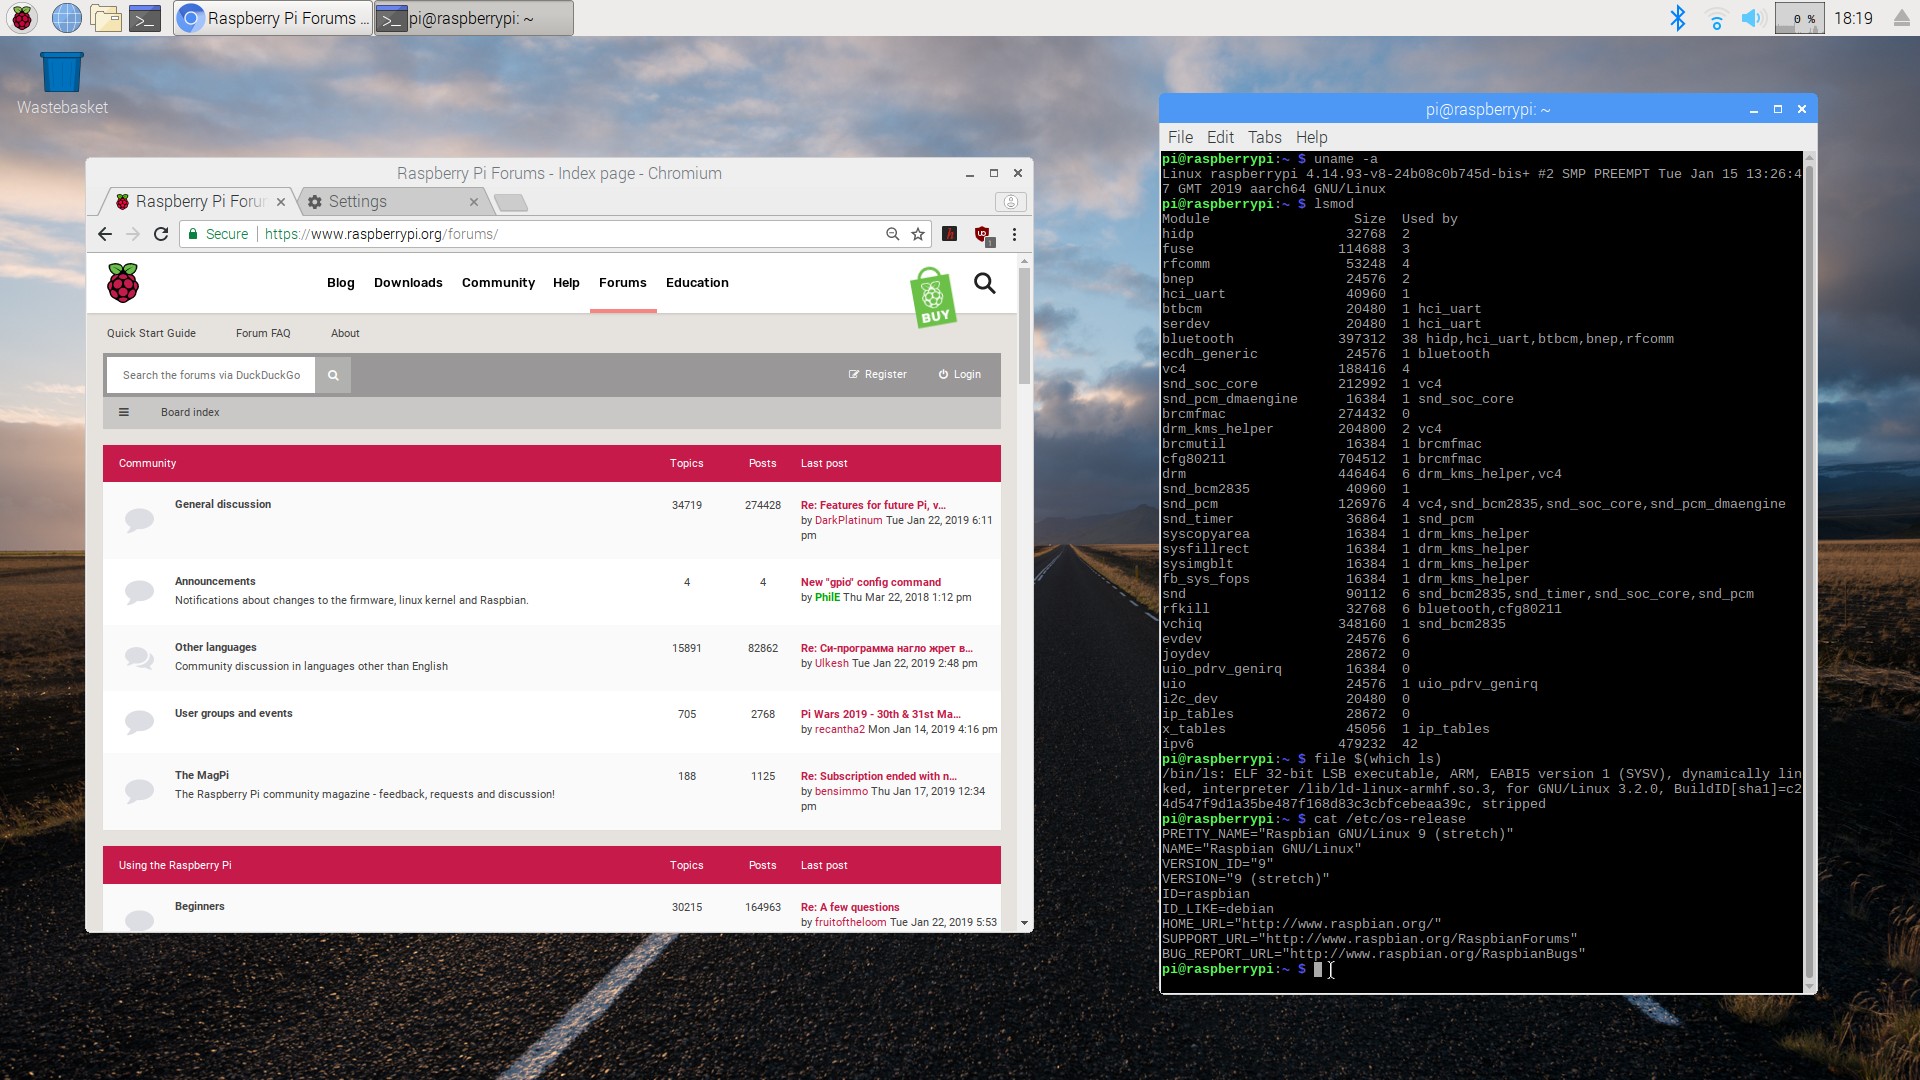 Raspberry Pi Forums ...
pi@raspberrypi: ~
0 %
18:19
Wastebasket
Raspberry Pi Forums - Index page - Chromium
Raspberry Pi Forum
Settings
Secure
https://www.raspberrypi.org/forums/
Blog Downloads Community Help Forums Education
BUY
Quick Start Guide Forum FAQ About
Search the forums via DuckDuckGo
Register Login
Board index
Community Topics Posts Last post
General discussion 34719 274428 Re: Features for future Pi, v...
by DarkPlatinum Tue Jan 22, 2019 6:11
pm
Announcements 4 4 New "gpio" config command
Notifications about changes to the firmware, linux kernel and Raspbian. by PhilE Thu Mar 22, 2018 1:12 pm
Other languages 15891 82862 Re: Си-программа нагло жрет в...
Community discussion in languages other than English by Ulkesh Tue Jan 22, 2019 2:48 pm
User groups and events 705 2768 Pi Wars 2019 - 30th & 31st Ma...
by recantha2 Mon Jan 14, 2019 4:16 pm
The MagPi 188 1125 Re: Subscription ended with n...
The Raspberry Pi community magazine - feedback, requests and discussion! by bensimmo Thu Jan 17, 2019 12:34
pm
Using the Raspberry Pi Topics Posts Last post
Beginners 30215 164963 Re: A few questions
by fruitoftheloom Tue Jan 22, 2019 5:53
pi@raspberrypi: ~
File Edit Tabs Help
pi@raspberrypi:~ $ uname -a
Linux raspberrypi 4.14.93-v8-24b08c0b745d-bis+ #2 SMP PREEMPT Tue Jan 15 13:26:4
7 GMT 2019 aarch64 GNU/Linux
pi@raspberrypi:~ $ lsmod
Module Size Used by
hidp 32768 2
fuse 114688 3
rfcomm 53248 4
bnep 24576 2
hci_uart 40960 1
btbcm 20480 1 hci_uart
serdev 20480 1 hci_uart
bluetooth 397312 38 hidp,hci_uart,btbcm,bnep,rfcomm
ecdh_generic 24576 1 bluetooth
vc4 188416 4
snd_soc_core 212992 1 vc4
snd_pcm_dmaengine 16384 1 snd_soc_core
brcmfmac 274432 0
drm_kms_helper 204800 2 vc4
brcmutil 16384 1 brcmfmac
cfg80211 704512 1 brcmfmac
drm 446464 6 drm_kms_helper,vc4
snd_bcm2835 40960 1
snd_pcm 126976 4 vc4,snd_bcm2835,snd_soc_core,snd_pcm_dmaengine
snd_timer 36864 1 snd_pcm
syscopyarea 16384 1 drm_kms_helper
sysfillrect 16384 1 drm_kms_helper
sysimgblt 16384 1 drm_kms_helper
fb_sys_fops 16384 1 drm_kms_helper
snd 90112 6 snd_bcm2835,snd_timer,snd_soc_core,snd_pcm
rfkill 32768 6 bluetooth,cfg80211
vchiq 348160 1 snd_bcm2835
evdev 24576 6
joydev 28672 0
uio_pdrv_genirq 16384 0
uio 24576 1 uio_pdrv_genirq
i2c_dev 20480 0
ip_tables 28672 0
x_tables 45056 1 ip_tables
ipv6 479232 42
pi@raspberrypi:~ $ file $(which ls)
/bin/ls: ELF 32-bit LSB executable, ARM, EABI5 version 1 (SYSV), dynamically lin
ked, interpreter /lib/ld-linux-armhf.so.3, for GNU/Linux 3.2.0, BuildID[sha1]=c2
4d547f9d1a35be487f168d83c3cbfcebeaa39c, stripped
pi@raspberrypi:~ $ cat /etc/os-release
PRETTY_NAME="Raspbian GNU/Linux 9 (stretch)"
NAME="Raspbian GNU/Linux"
VERSION_ID="9"
VERSION="9 (stretch)"
ID=raspbian
ID_LIKE=debian
HOME_URL="http://www.raspbian.org/"
SUPPORT_URL="http://www.raspbian.org/RaspbianForums"
BUG_REPORT_URL="http://www.raspbian.org/RaspbianBugs"
pi@raspberrypi:~ $